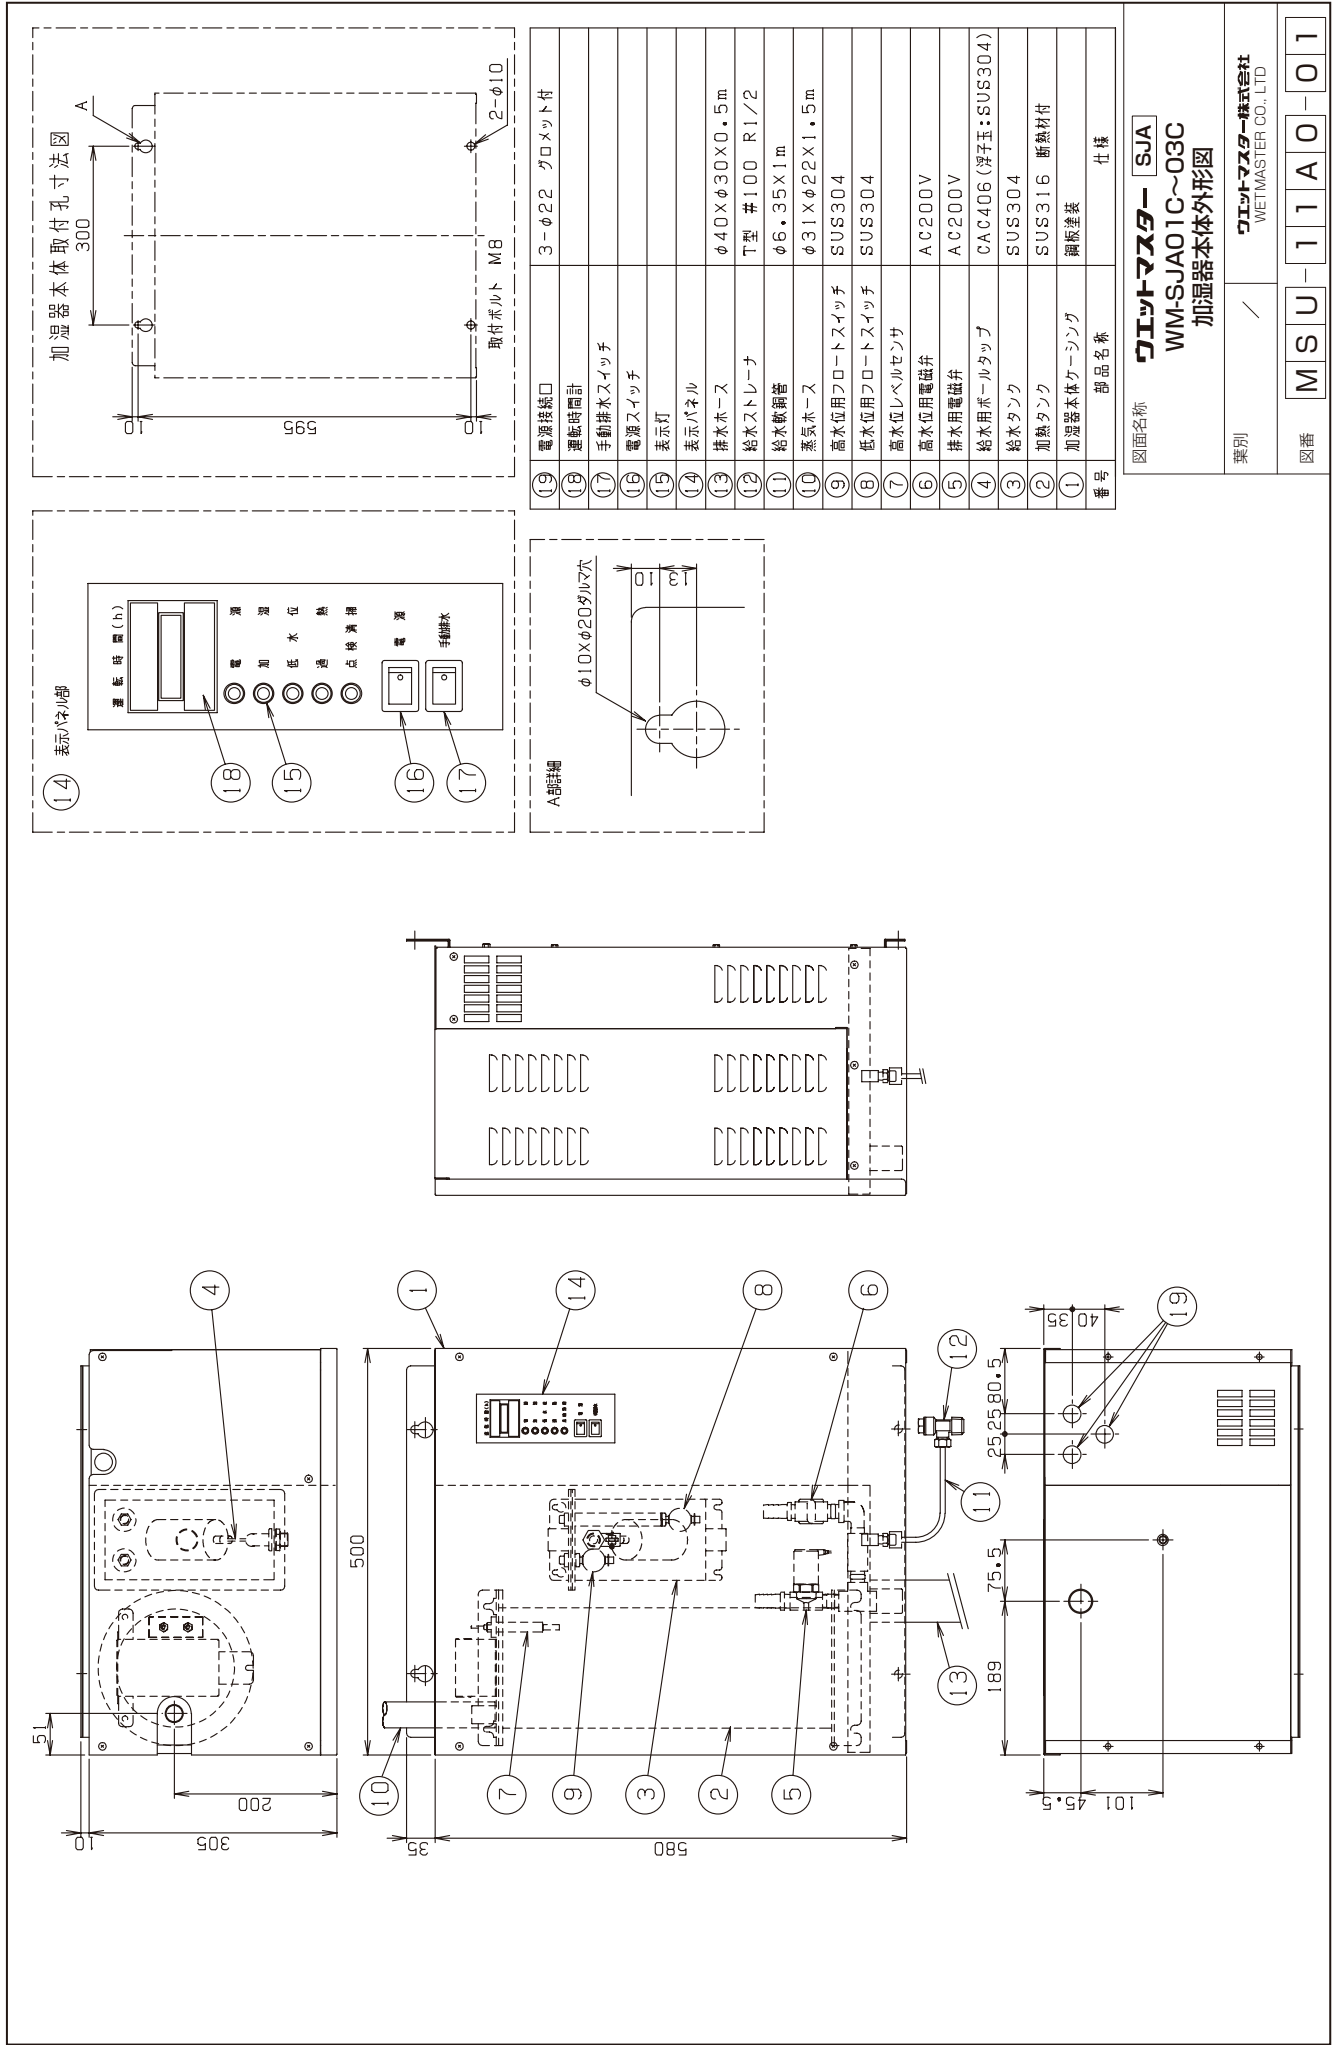 加湿器本体取付孔寸法図
300
A
10
595
10
取付ボルト M8
2-φ10
⑭ 表示パネル部
運転時間(h)
電源
加湿
低水位
過熱
点検清掃
電源
手動排水
⑱
⑮
⑯
⑰
A部詳細
φ10Xφ20ダルマ穴
10
13
⑲ 電源接続口 3-φ22 グロメット付
⑱ 運転時間計
⑰ 手動排水スイッチ
⑯ 電源スイッチ
⑮ 表示灯
⑭ 表示パネル
⑬ 排水ホース φ40Xφ30X0.5m
⑫ 給水ストレーナ T型 #100 R1/2
⑪ 給水軟銅管 φ6.35X1m
⑩ 蒸気ホース φ31Xφ22X1.5m
⑨ 高水位用フロートスイッチ SUS304
⑧ 低水位用フロートスイッチ SUS304
⑦ 高水位レベルセンサ
⑥ 高水位用電磁弁 AC200V
⑤ 排水用電磁弁 AC200V
④ 給水用ボールタップ CAC406(浮子玉:SUS304)
③ 給水タンク SUS304
② 加熱タンク SUS316 断熱材付
① 加湿器本体ケーシング 鋼板塗装
番号 部品名称 仕様
図面名称
ウエットマスター SJA
WM-SJA01C~03C
加湿器本体外形図
葉別 /
ウエットマスター株式会社
WETMASTER CO., LTD
図番 MSU-11A0-01
51
10
305
200
④
500
35
580
①
⑭
⑧
⑥
⑫
⑪
⑬
⑩
⑦
⑨
③
②
⑤
189
75.5
25
25
80.5
35
40
⑲
45.5
101